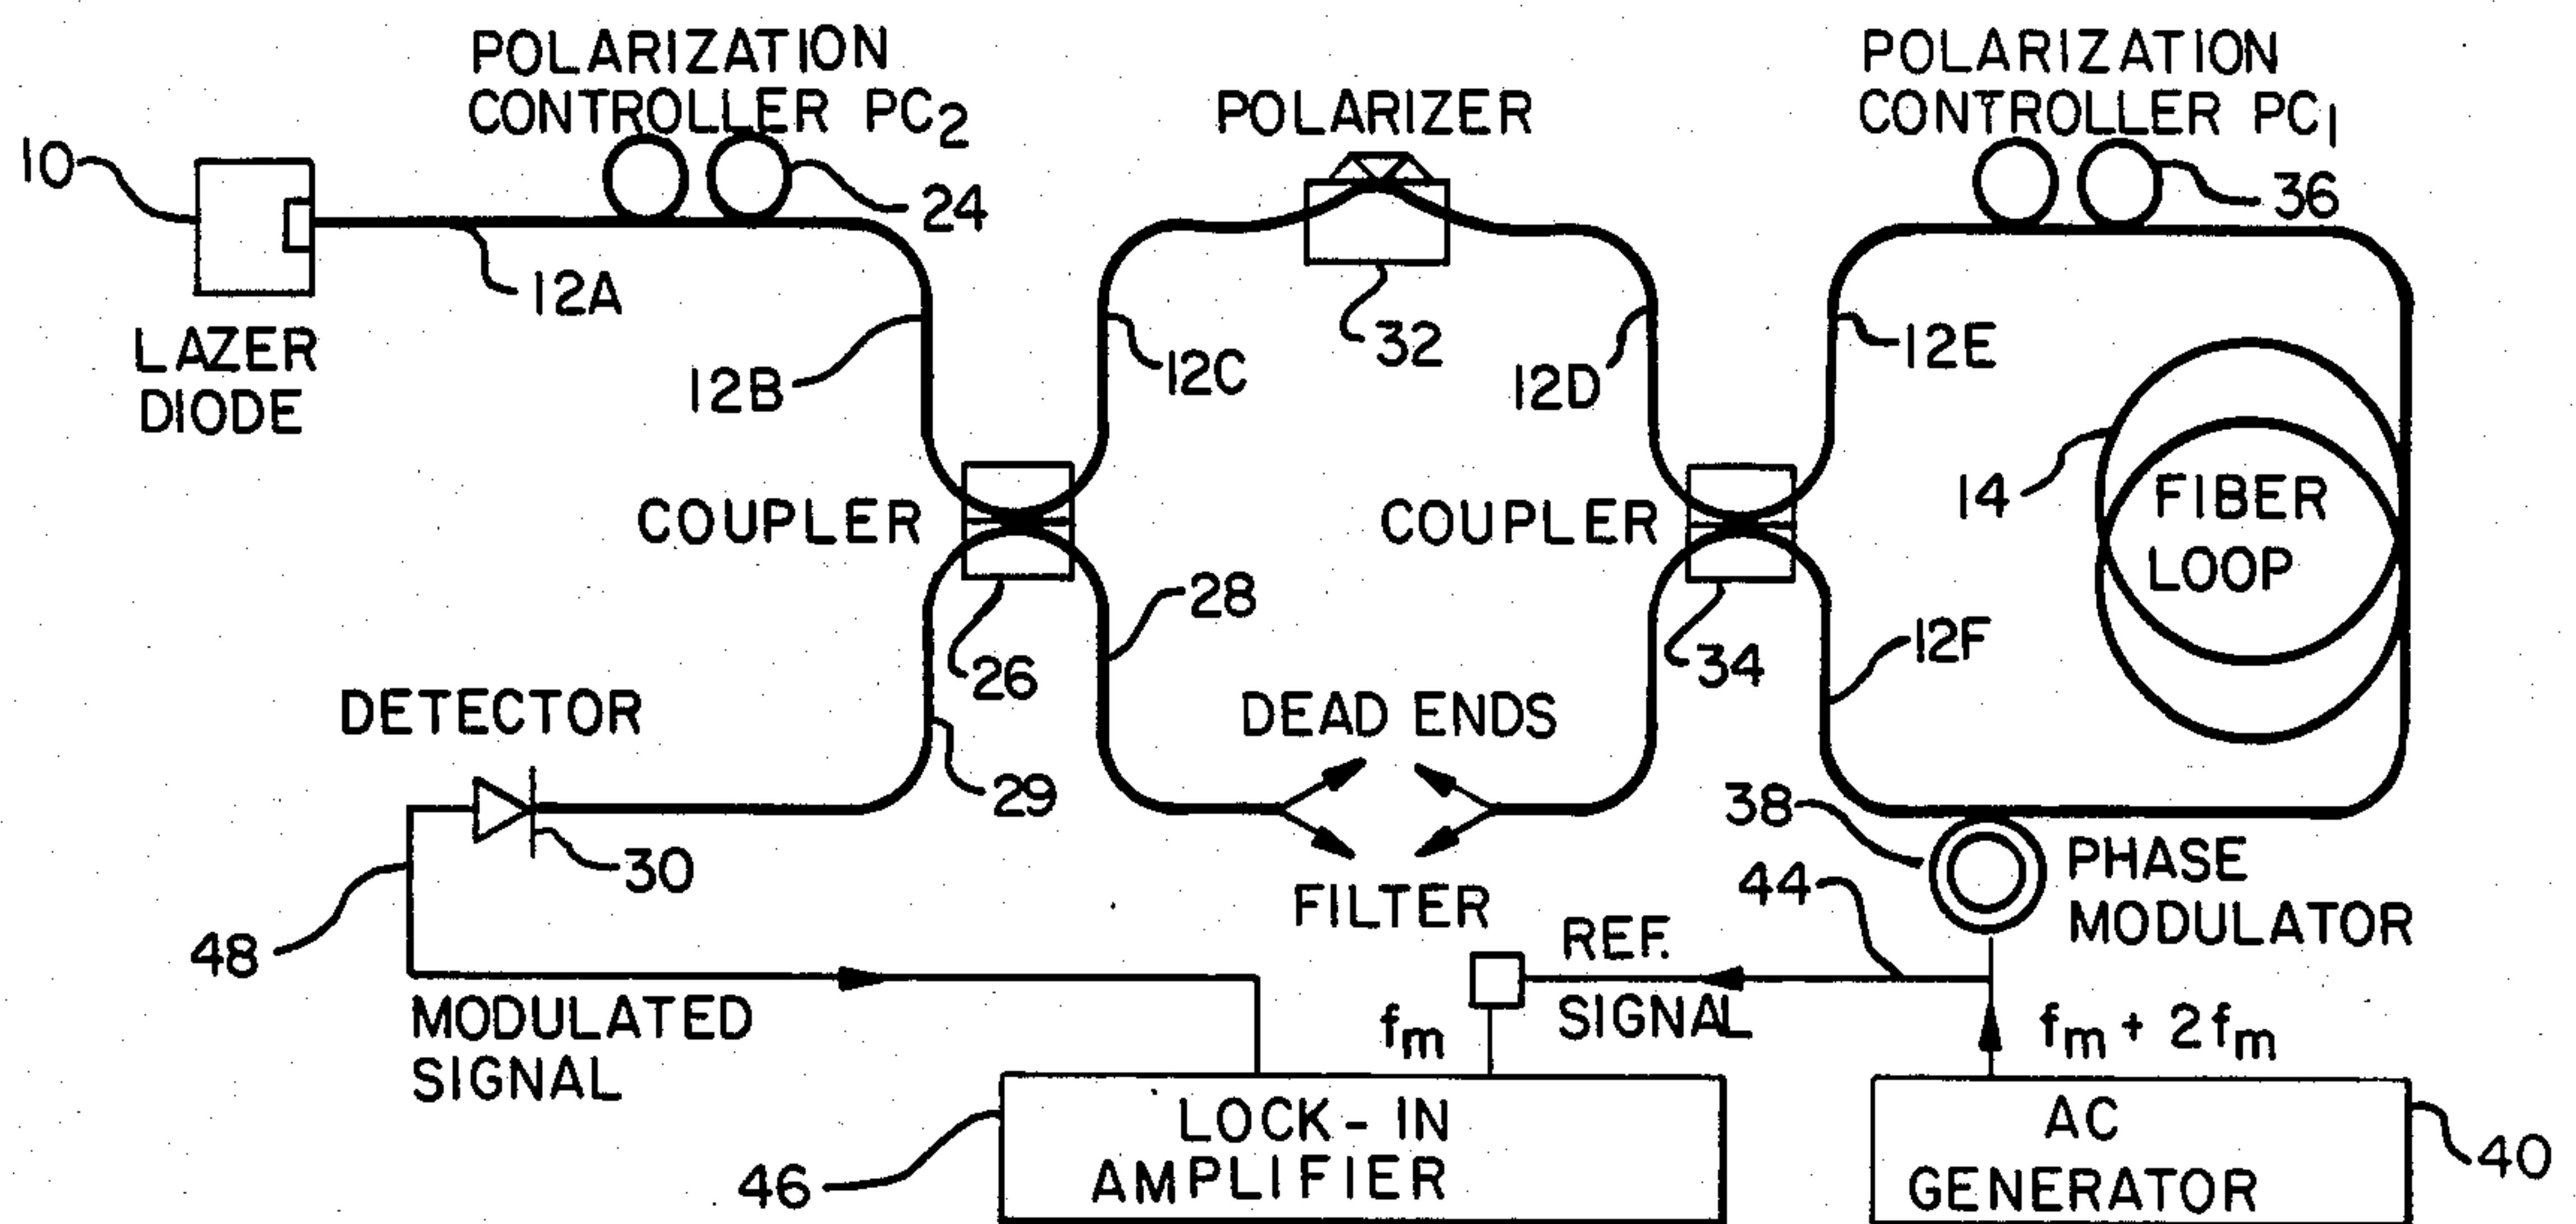 POLARIZATION
CONTROLLER PC2
POLARIZER
POLARIZATION
CONTROLLER PC1
10
24
36
12A
LAZER
DIODE
12B
12C
32
12D
12E
14
FIBER
LOOP
COUPLER
COUPLER
28
26
34
12F
DETECTOR
DEAD ENDS
29
38
30
FILTER
44
PHASE
MODULATOR
48
REF.
SIGNAL
MODULATED
SIGNAL
fm
fm + 2fm
LOCK-IN
AMPLIFIER
46
AC
GENERATOR
40